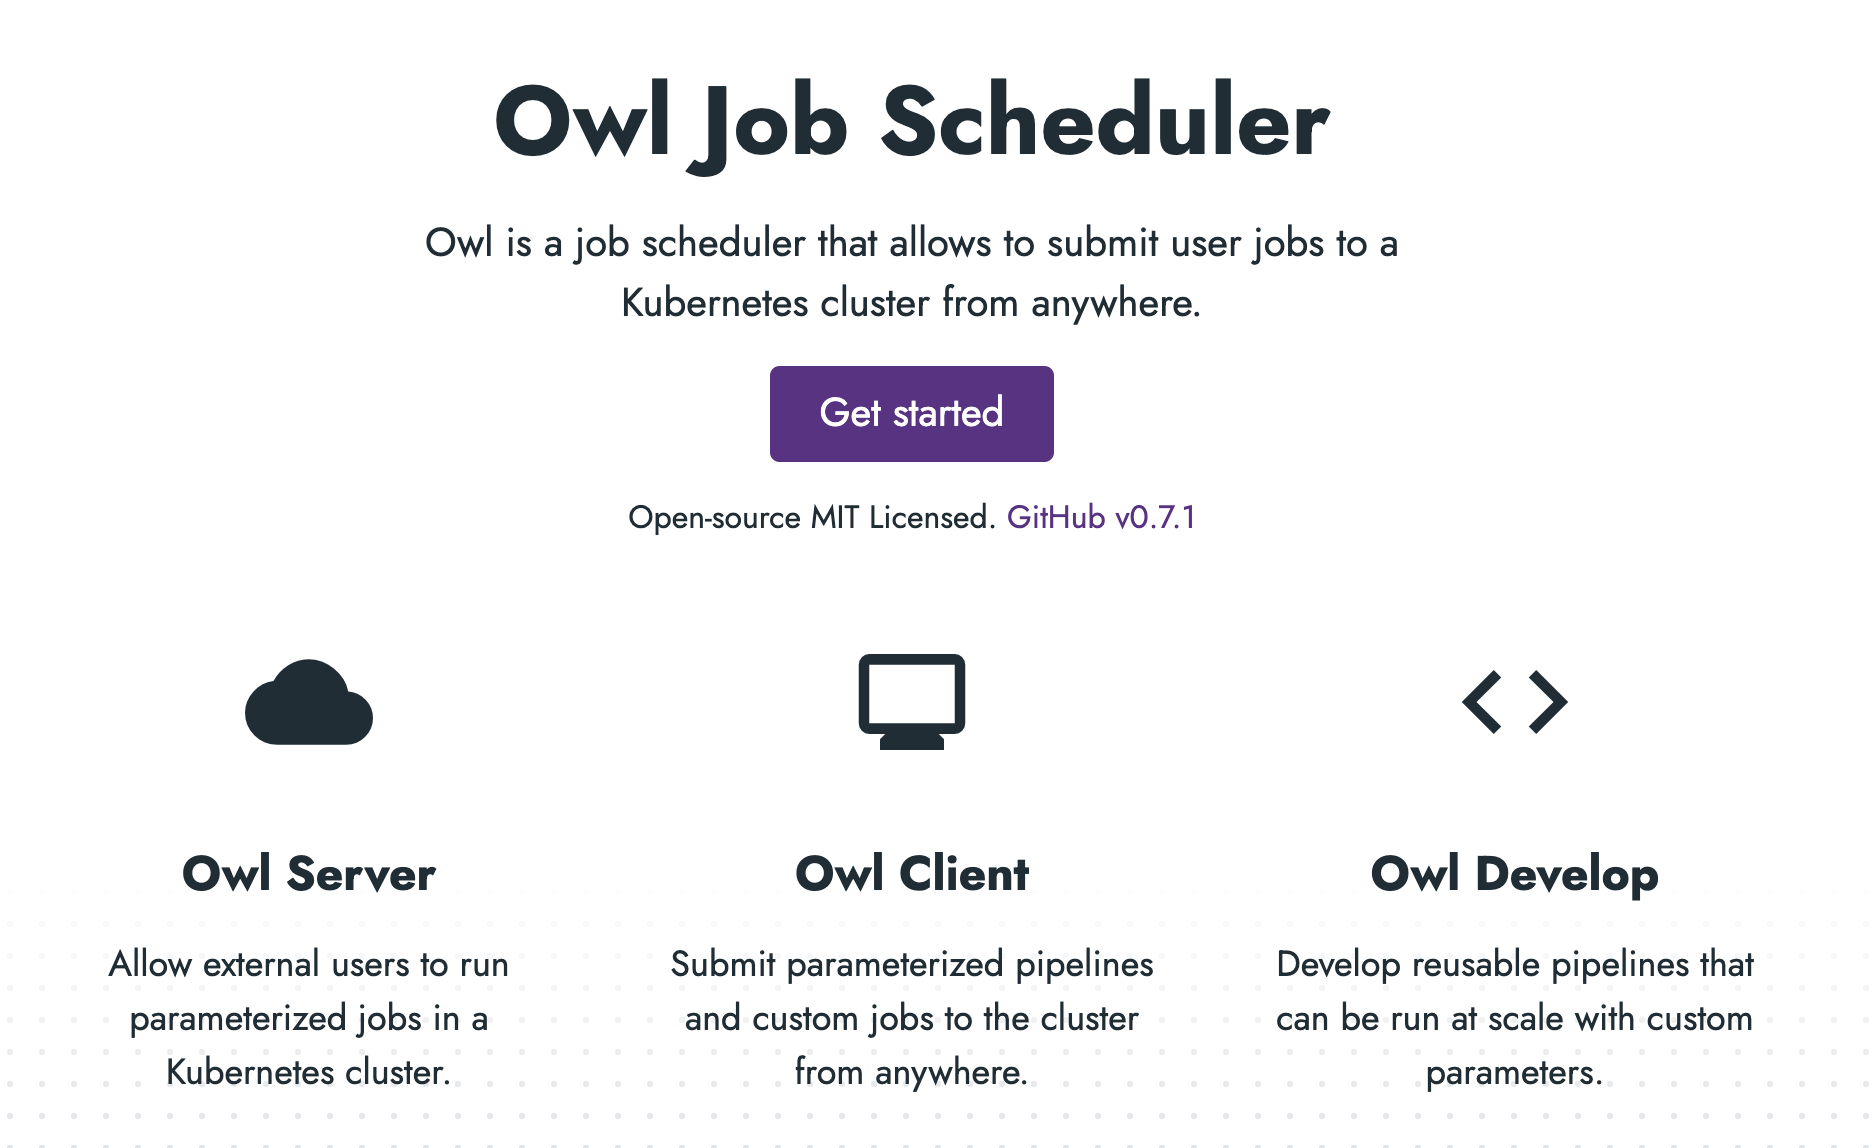 Owl Job Scheduler
Owl is a job scheduler that allows to submit user jobs to a
Kubernetes cluster from anywhere.
Get started
Open-source MIT Licensed. GitHub v0.7.1
Owl Server
Allow external users to run
parameterized jobs in a
Kubernetes cluster.
Owl Client
Submit parameterized pipelines
and custom jobs to the cluster
from anywhere.
Owl Develop
Develop reusable pipelines that
can be run at scale with custom
parameters.